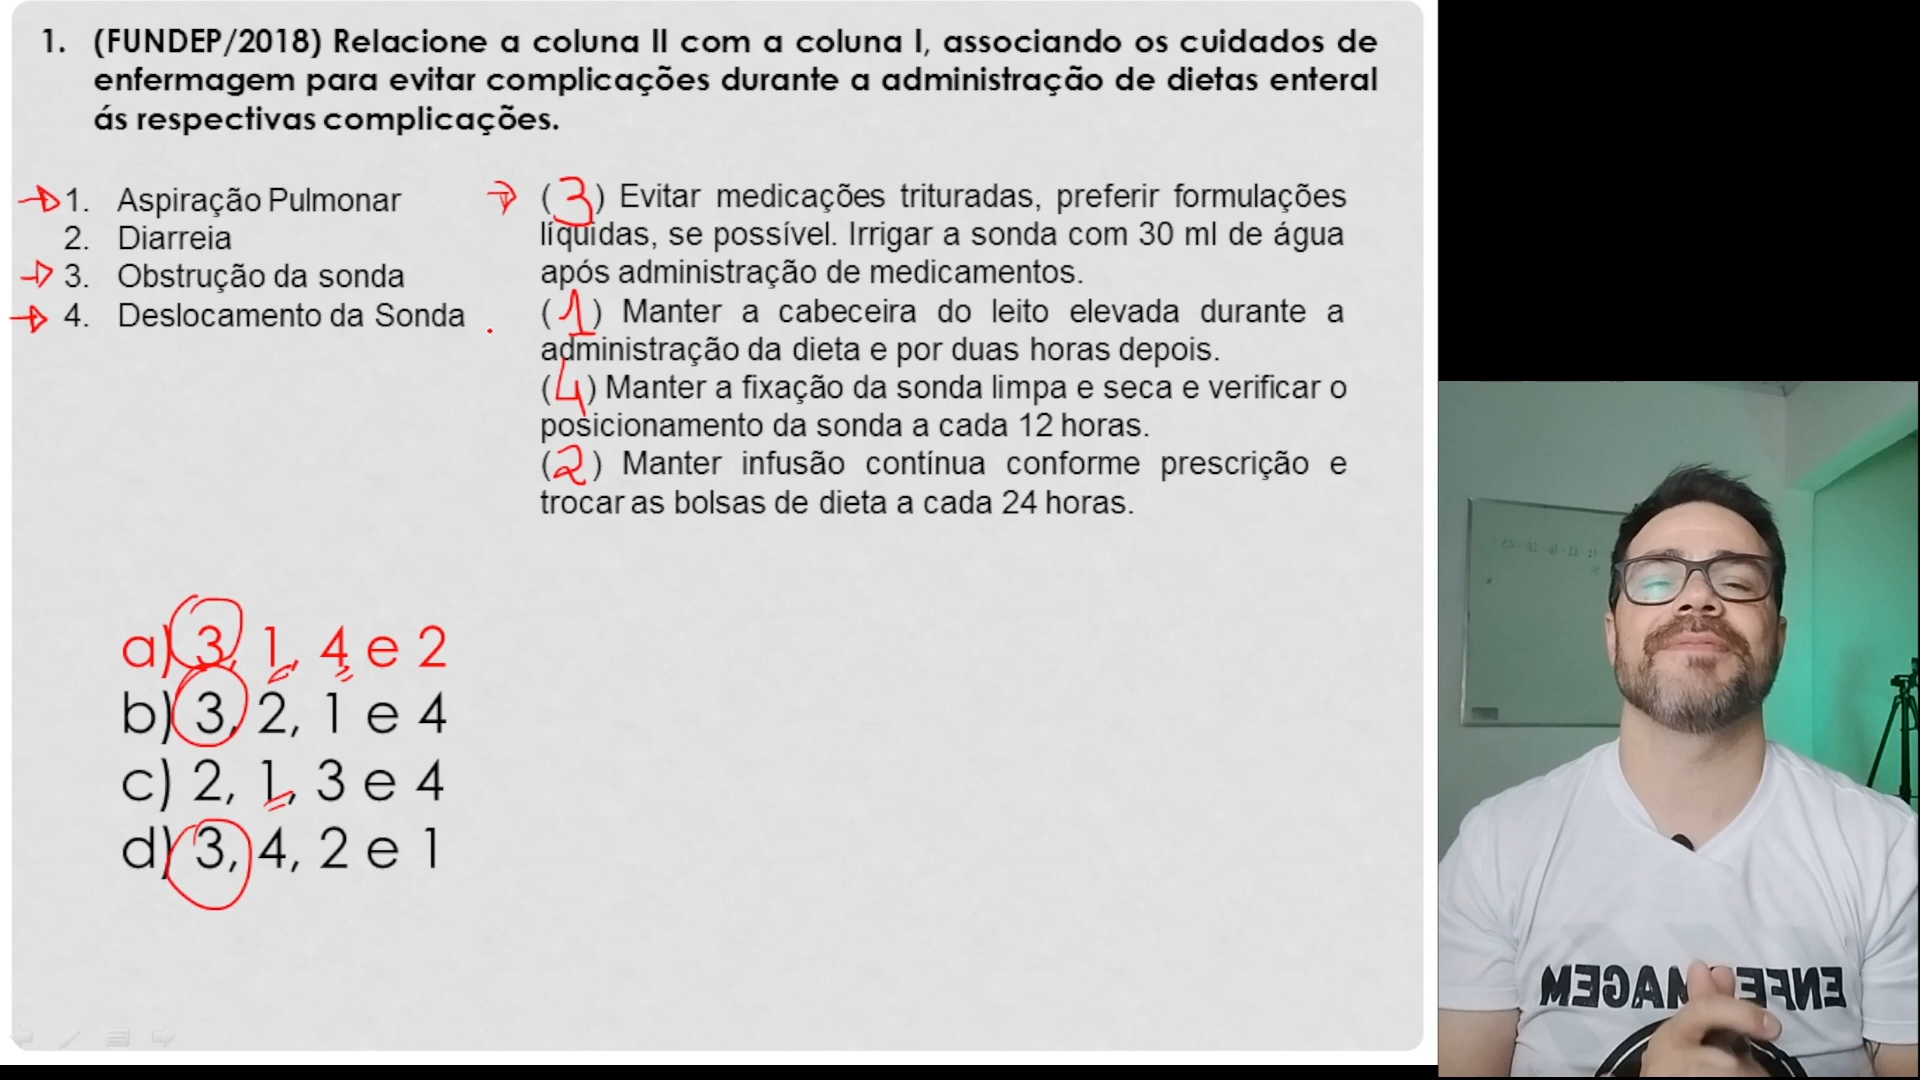 1. (FUNDEP/2018) Relacione a coluna II com a coluna I, associando os cuidados de
enfermagem para evitar complicações durante a administração de dietas enteral
ás respectivas complicações.
1. Aspiração Pulmonar
2. Diarreia
3. Obstrução da sonda
4. Deslocamento da Sonda
(3) Evitar medicações trituradas, preferir formulações
líquidas, se possível. Irrigar a sonda com 30 ml de água
após administração de medicamentos.
(1) Manter a cabeceira do leito elevada durante a
administração da dieta e por duas horas depois.
(4) Manter a fixação da sonda limpa e seca e verificar o
posicionamento da sonda a cada 12 horas.
(2) Manter infusão contínua conforme prescrição e
trocar as bolsas de dieta a cada 24 horas.
a) 3, 1, 4 e 2
b) 3, 2, 1 e 4
c) 2, 1, 3 e 4
d) 3, 4, 2 e 1